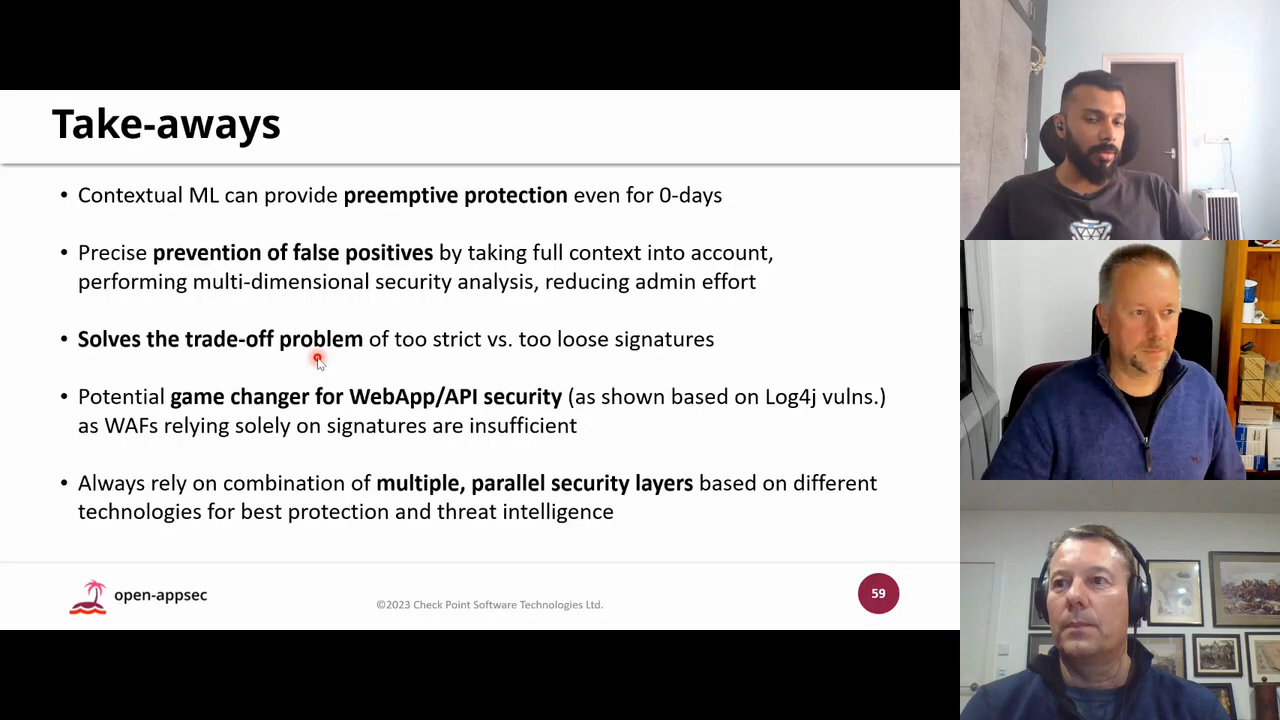 Take-aways
• Contextual ML can provide preemptive protection even for 0-days
• Precise prevention of false positives by taking full context into account,
performing multi-dimensional security analysis, reducing admin effort
• Solves the trade-off problem of too strict vs. too loose signatures
• Potential game changer for WebApp/API security (as shown based on Log4j vulns.)
as WAFs relying solely on signatures are insufficient
• Always rely on combination of multiple, parallel security layers based on different
technologies for best protection and threat intelligence
open-appsec
©2023 Check Point Software Technologies Ltd.
59